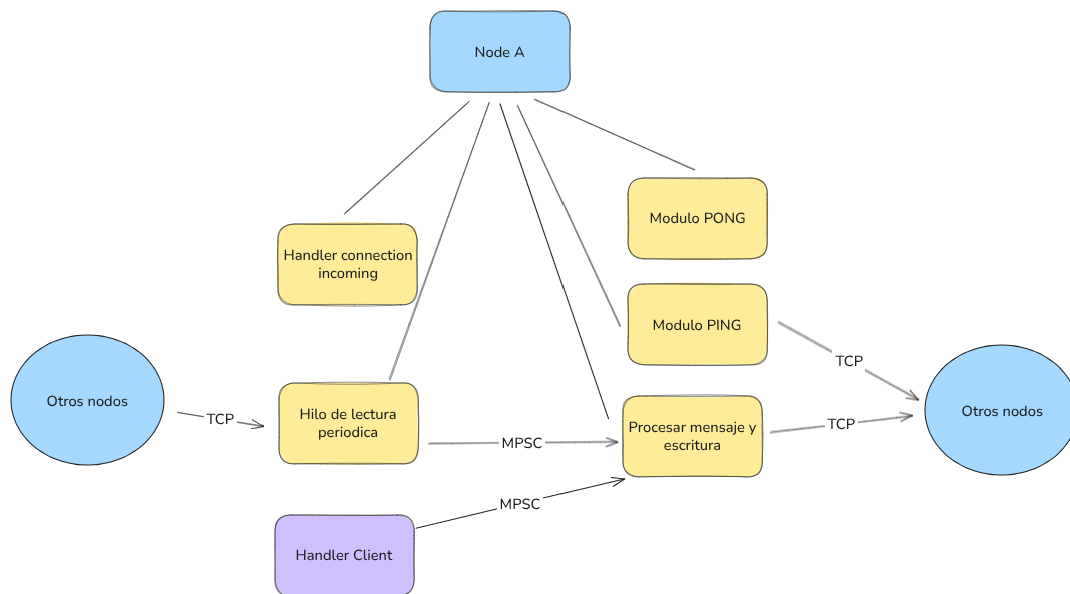 Node A
Modulo PONG
Handler connection
incoming
Modulo PING
TCP
Otros nodos
TCP
Hilo de lectura
periodica
MPSC
Procesar mensaje y
escritura
TCP
Otros nodos
MPSC
Handler Client